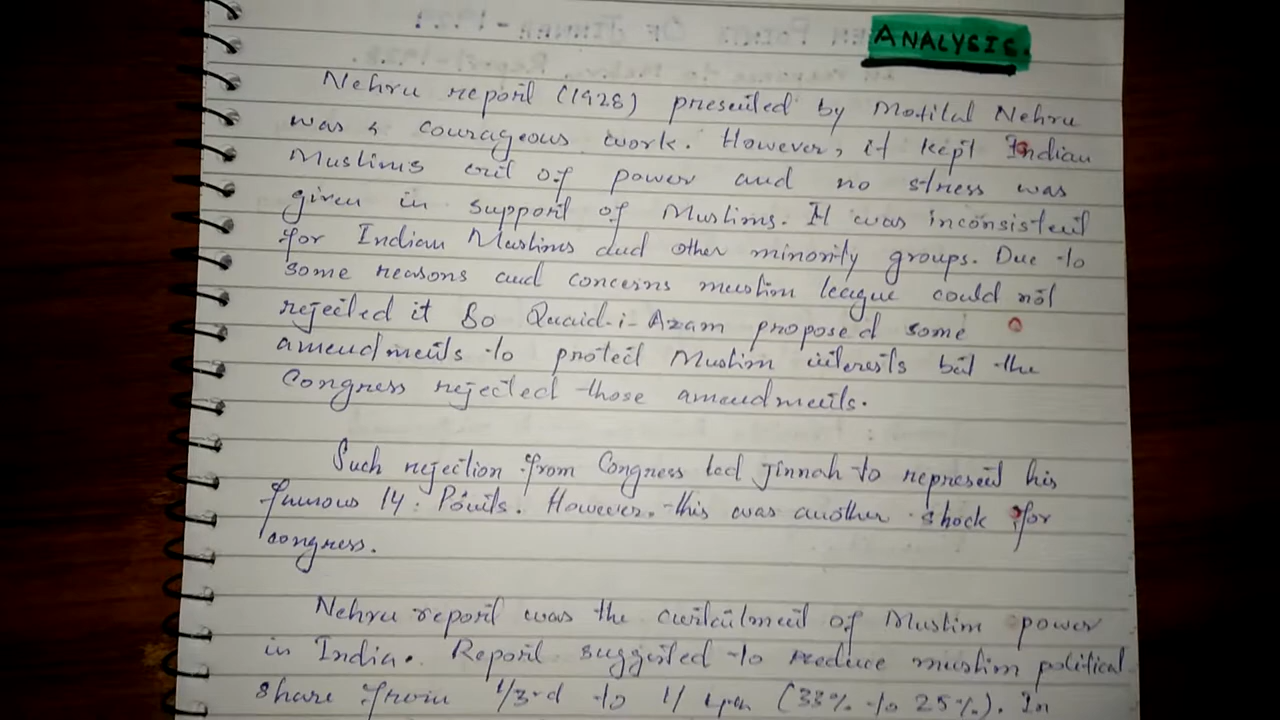 ANALYSIS.
Nehru report (1928) presented by Motilal Nehru
was a courageous work. However, it kept Indian
Muslims out of power and no stress was
given in support of Muslims. It was inconsistent
for Indian Muslims and other minority groups. Due to
some reasons and concerns muslim league could not
rejected it So Quaid-i-Azam proposed some
amendments to protect Muslim interests but the
Congress rejected those amendments.
Such rejection from Congress led Jinnah to represent his
famous 14: Points. However. this was another shock for
congress.
Nehru report was the curtailment of Muslim power
in India. Report suggested to reduce muslim political
share from 1/3rd to 1/ (33% to 25%). In